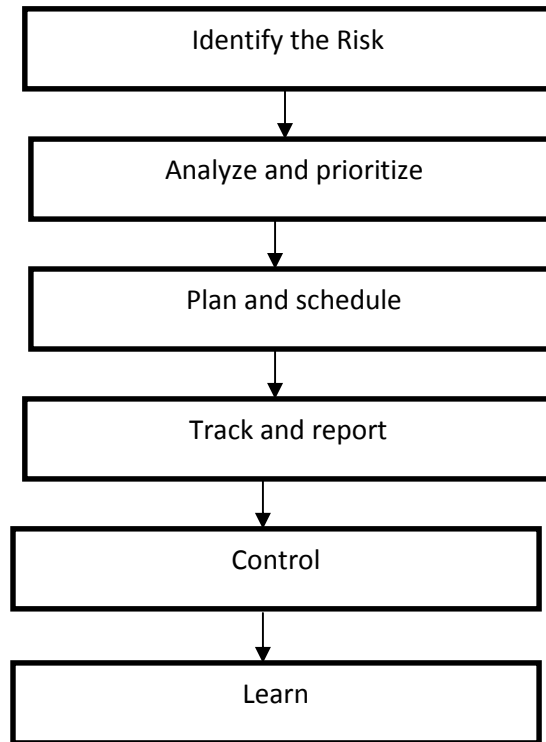 Identify the Risk
Analyze and prioritize
Plan and schedule
Track and report
Control
Learn